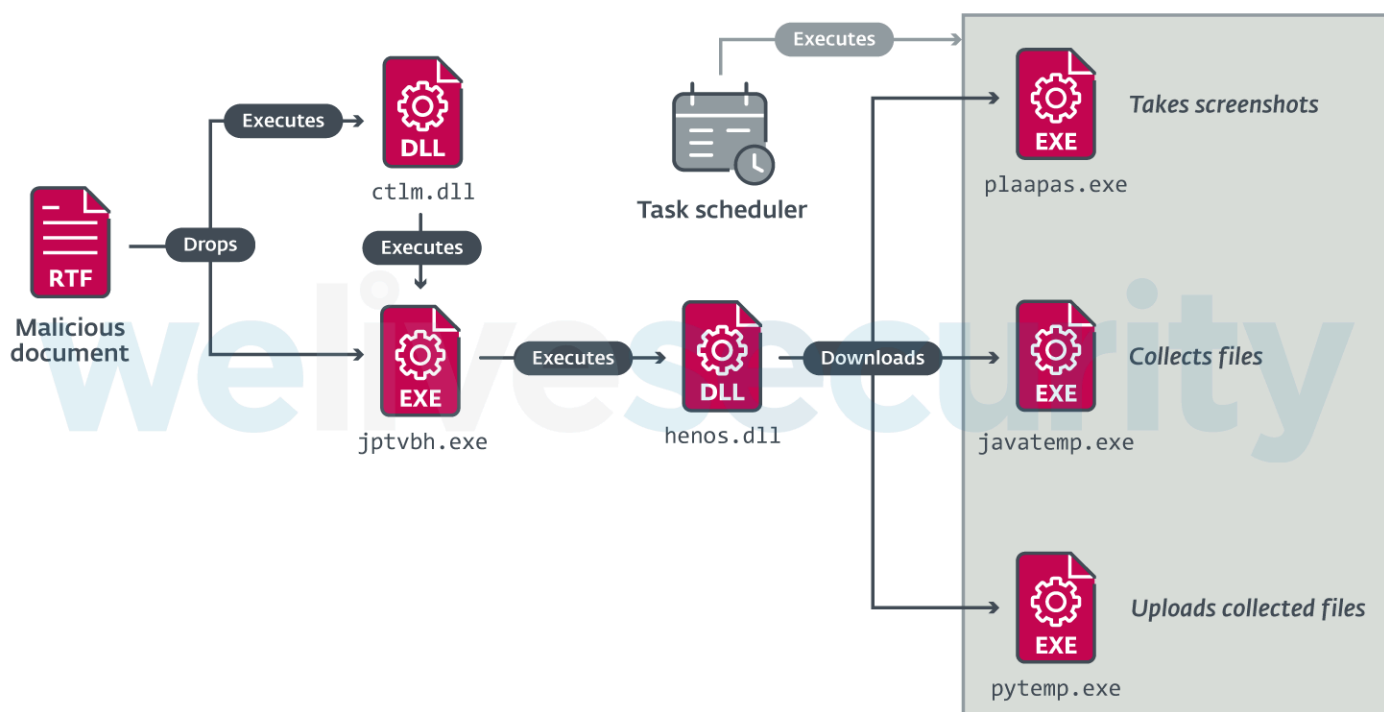 Executes
EXE
Takes screenshots
plaapas.exe
Executes
DLL
ctlm.dll
Task scheduler
Drops
Executes
RTF
Malicious
document
EXE
jptvbh.exe
Executes
DLL
henos.dll
Downloads
EXE
Collects files
javatemp.exe
welivesecurity
EXE
Uploads collected files
pytemp.exe